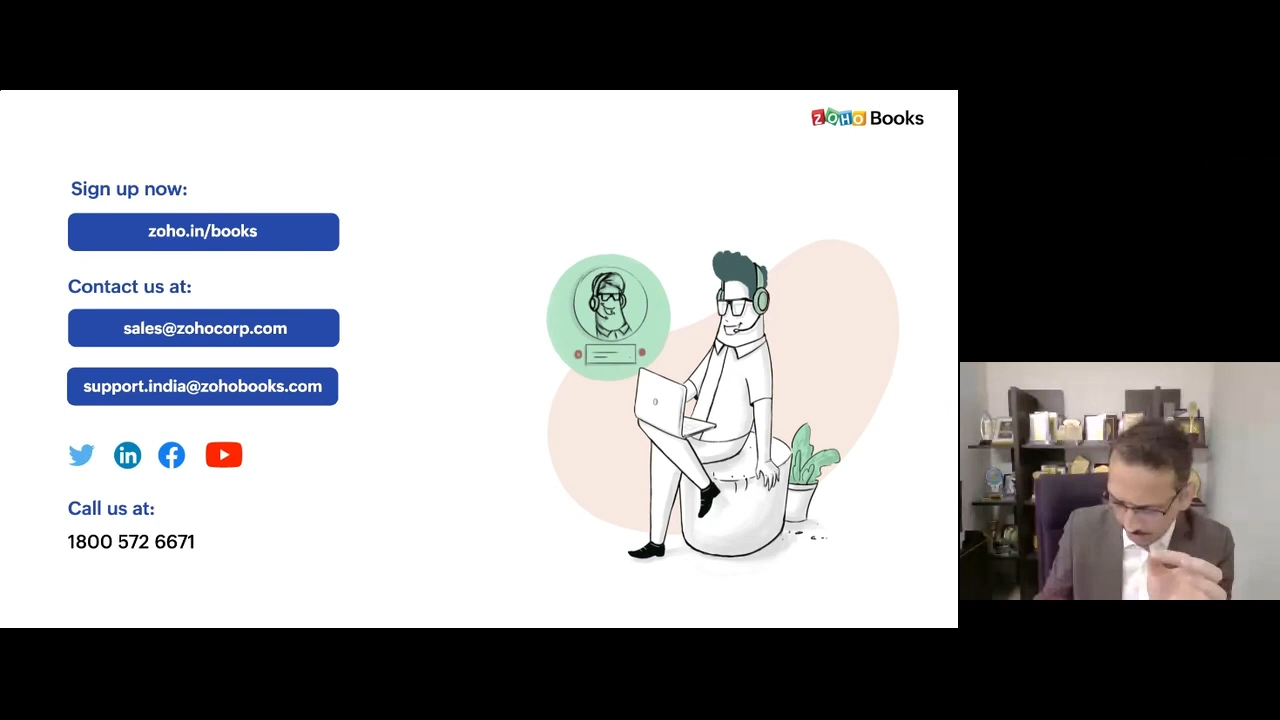 ZOHO Books
Sign up now:
zoho.in/books
Contact us at:
sales@zohocorp.com
support.india@zohobooks.com
in
Call us at:
1800 572 6671